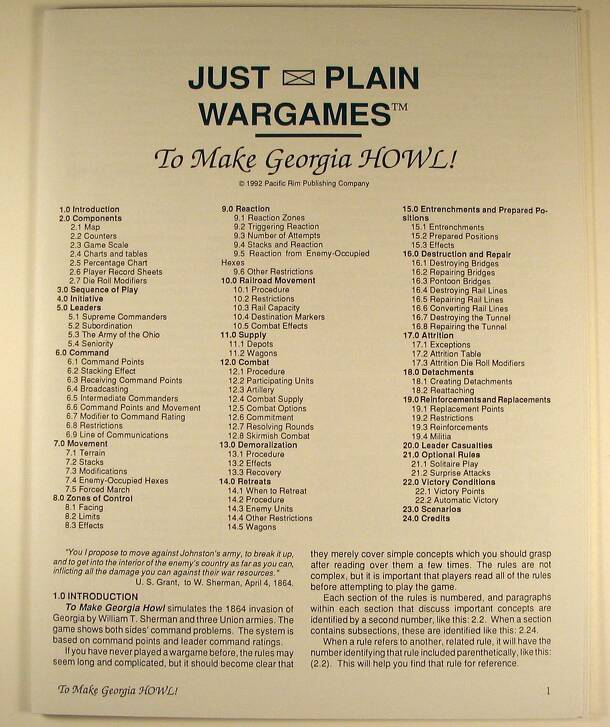 JUST PLAIN
WARGAMES™
To Make Georgia HOWL!
© 1992 Pacific Rim Publishing Company
1.0 Introduction
2.0 Components
2.1 Map
2.2 Counters
2.3 Game Scale
2.4 Charts and tables
2.5 Percentage Chart
2.6 Player Record Sheets
2.7 Die Roll Modifiers
3.0 Sequence of Play
4.0 Initiative
5.0 Leaders
5.1 Supreme Commanders
5.2 Subordination
5.3 The Army of the Ohio
5.4 Seniority
6.0 Command
6.1 Command Points
6.2 Stacking Effect
6.3 Receiving Command Points
6.4 Broadcasting
6.5 Intermediate Commanders
6.6 Command Points and Movement
6.7 Modifier to Command Rating
6.8 Restrictions
6.9 Line of Communications
7.0 Movement
7.1 Terrain
7.2 Stacks
7.3 Modifications
7.4 Enemy-Occupied Hexes
7.5 Forced March
8.0 Zones of Control
8.1 Facing
8.2 Limits
8.3 Effects
9.0 Reaction
9.1 Reaction Zones
9.2 Triggering Reaction
9.3 Number of Attempts
9.4 Stacks and Reaction
9.5 Reaction from Enemy-Occupied
Hexes
9.6 Other Restrictions
10.0 Railroad Movement
10.1 Procedure
10.2 Restrictions
10.3 Rail Capacity
10.4 Destination Markers
10.5 Combat Effects
11.0 Supply
11.1 Depots
11.2 Wagons
12.0 Combat
12.1 Procedure
12.2 Participating Units
12.3 Artillery
12.4 Combat Supply
12.5 Combat Options
12.6 Commitment
12.7 Resolving Rounds
12.8 Skirmish Combat
13.0 Demoralization
13.1 Procedure
13.2 Effects
13.3 Recovery
14.0 Retreats
14.1 When to Retreat
14.2 Procedure
14.3 Enemy Units
14.4 Other Restrictions
14.5 Wagons
15.0 Entrenchments and Prepared Po-
sitions
15.1 Entrenchments
15.2 Prepared Positions
15.3 Effects
16.0 Destruction and Repair
16.1 Destroying Bridges
16.2 Repairing Bridges
16.3 Pontoon Bridges
16.4 Destroying Rail Lines
16.5 Repairing Rail Lines
16.6 Converting Rail Lines
16.7 Destroying the Tunnel
16.8 Repairing the Tunnel
17.0 Attrition
17.1 Exceptions
17.2 Attrition Table
17.3 Attrition Die Roll Modifiers
18.0 Detachments
18.1 Creating Detachments
18.2 Reattaching
19.0 Reinforcements and Replacements
19.1 Replacement Points
19.2 Restrictions
19.3 Reinforcements
19.4 Militia
20.0 Leader Casualties
21.0 Optional Rules
21.1 Solitaire Play
21.2 Surprise Attacks
22.0 Victory Conditions
22.1 Victory Points
22.2 Automatic Victory
23.0 Scenarios
24.0 Credits
"You I propose to move against Johnston's army, to break it up,
and to get into the interior of the enemy's country as far as you can,
inflicting all the damage you can against their war resources."
U. S. Grant, to W. Sherman, April 4, 1864.
1.0 INTRODUCTION
To Make Georgia Howl simulates the 1864 invasion of
Georgia by William T. Sherman and three Union armies. The
game shows both sides' command problems. The system is
based on command points and leader command ratings.
If you have never played a wargame before, the rules may
seem long and complicated, but it should become clear that
they merely cover simple concepts which you should grasp
after reading over them a few times. The rules are not
complex, but it is important that players read all of the rules
before attempting to play the game.
Each section of the rules is numbered, and paragraphs
within each section that discuss important concepts are
identified by a second number, like this: 2.2. When a section
contains subsections, these are identified like this: 2.24.
When a rule refers to another, related rule, it will have the
number identifying that rule included parenthetically, like this:
(2.2). This will help you find that rule for reference.
To Make Georgia HOWL!
1